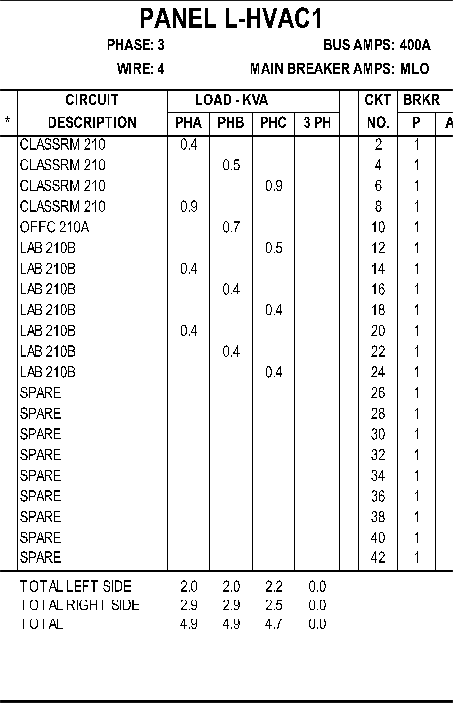 PANEL L-HVAC1
PHASE: 3 BUS AMPS: 400A
WIRE: 4 MAIN BREAKER AMPS: MLO
CIRCUIT LOAD - KVA CKT BRKR
* DESCRIPTION PHA PHB PHC 3 PH NO. P A
CLASSRM 210 0.4 2 1
CLASSRM 210 0.5 4 1
CLASSRM 210 0.9 6 1
CLASSRM 210 0.9 8 1
OFFC 210A 0.7 10 1
LAB 210B 0.5 12 1
LAB 210B 0.4 14 1
LAB 210B 0.4 16 1
LAB 210B 0.4 18 1
LAB 210B 0.4 20 1
LAB 210B 0.4 22 1
LAB 210B 0.4 24 1
SPARE 26 1
SPARE 28 1
SPARE 30 1
SPARE 32 1
SPARE 34 1
SPARE 36 1
SPARE 38 1
SPARE 40 1
SPARE 42 1
TOTAL LEFT SIDE 2.0 2.0 2.2 0.0
TOTAL RIGHT SIDE 2.9 2.9 2.5 0.0
TOTAL 4.9 4.9 4.7 0.0